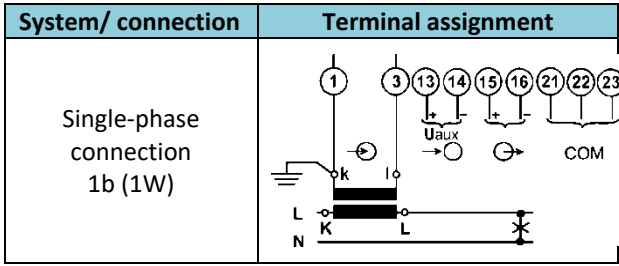 System/ connection
Terminal assignment
Single-phase
connection
1b (1W)
1 3 13 14 15 16 21 22 23
+ - + -
Uaux
COM
k l
L
K L
N